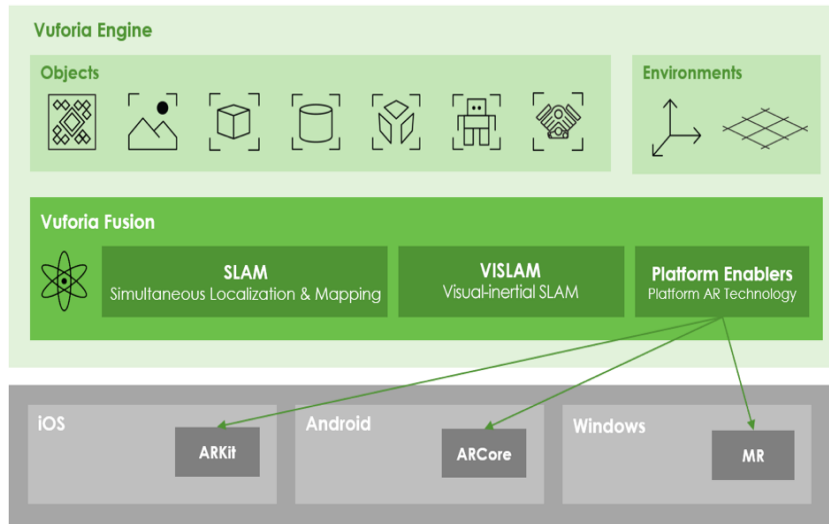 Vuforia Engine
Objects
Environments
Vuforia Fusion
SLAM
Simultaneous Localization & Mapping
VISLAM
Visual-inertial SLAM
Platform Enablers
Platform AR Technology
iOS
ARKit
Android
ARCore
Windows
MR